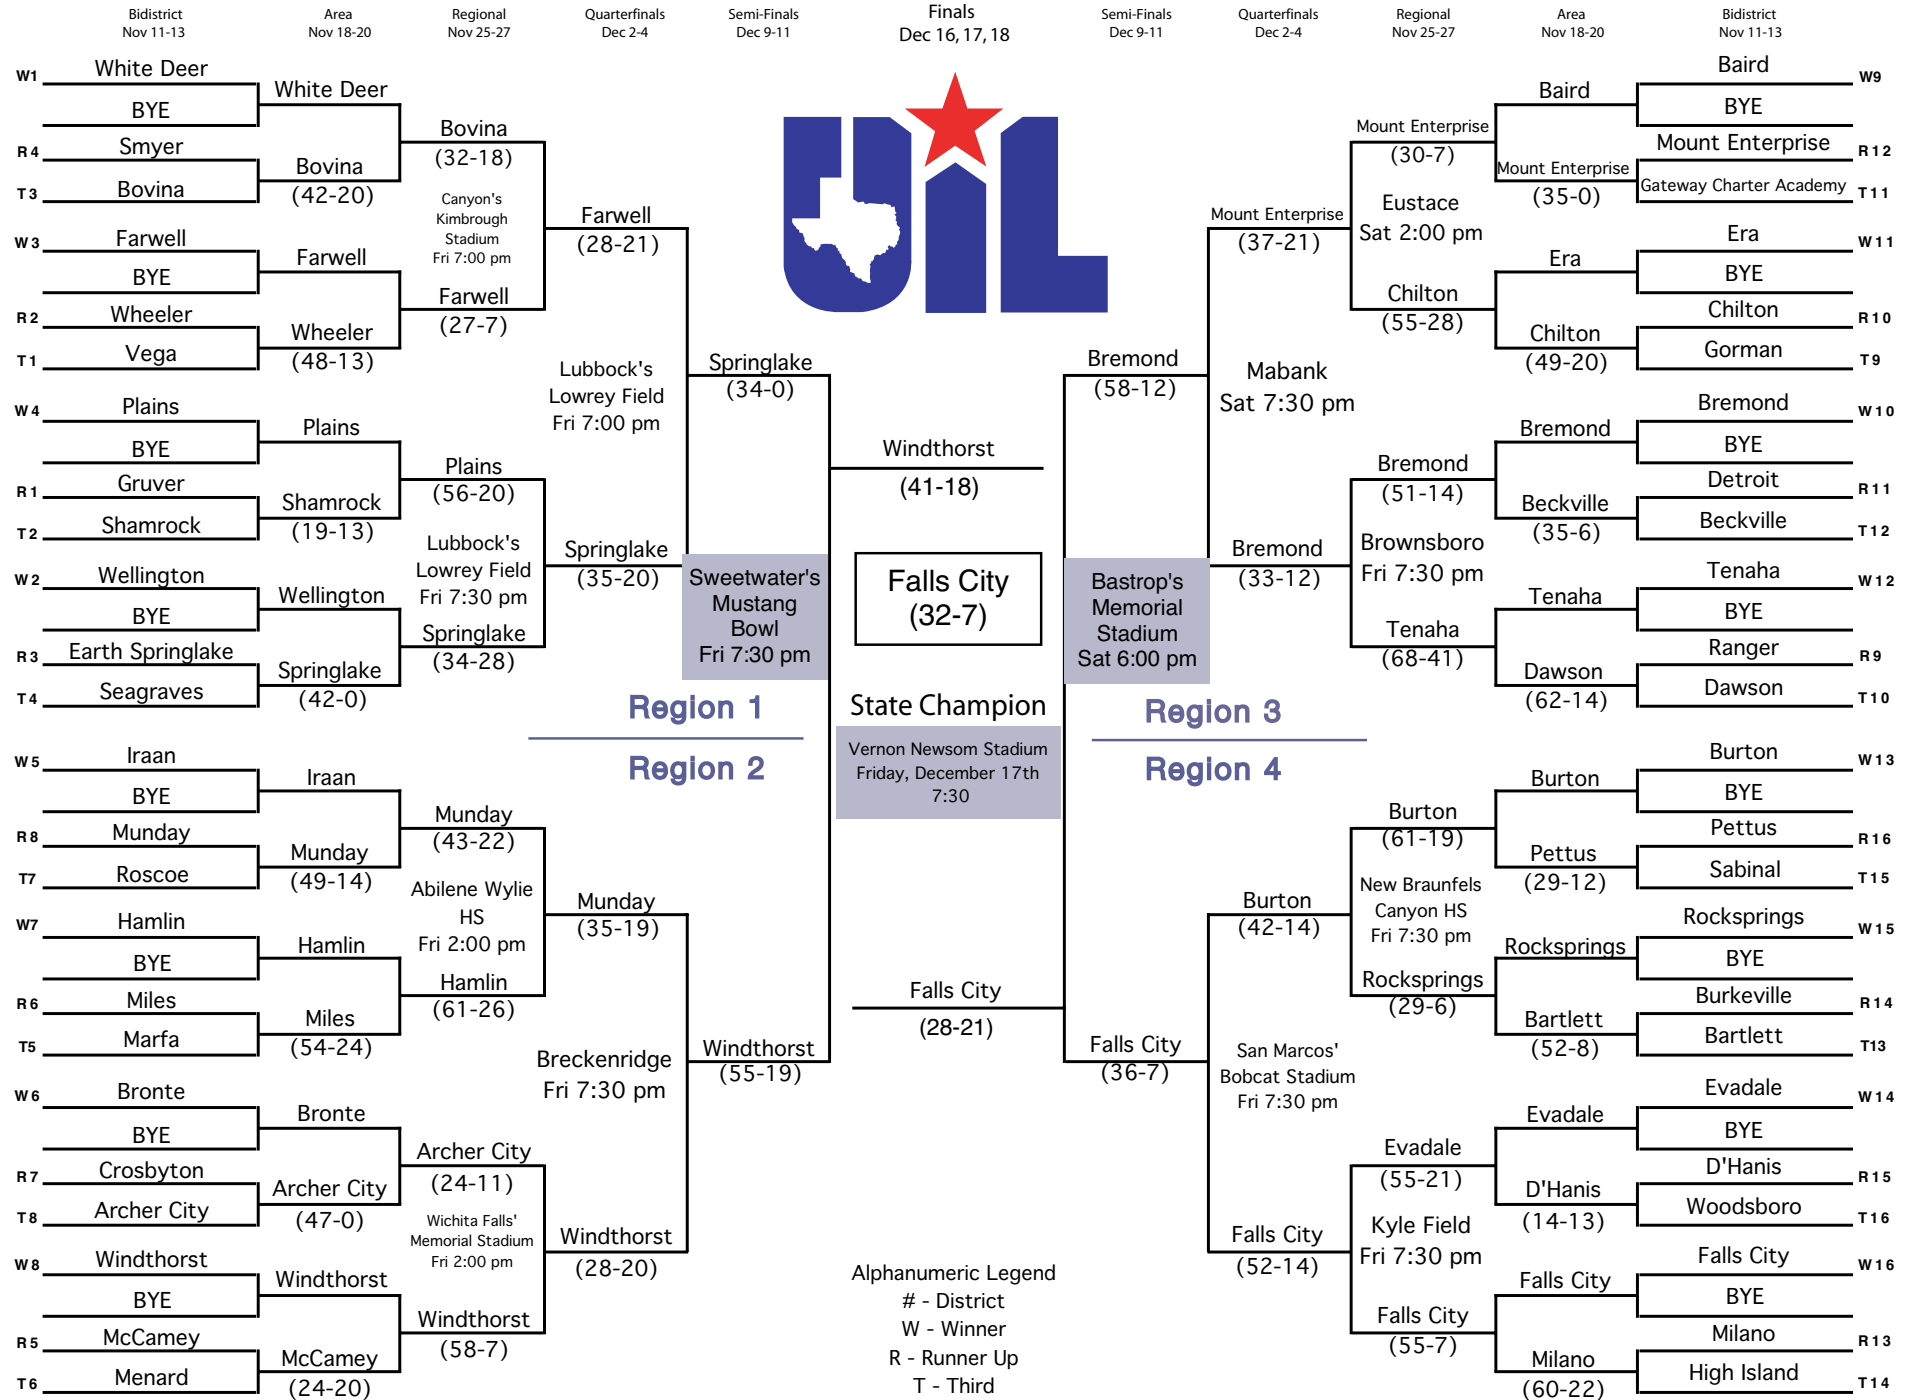 Bidistrict
Nov 11-13
Area
Nov 18-20
Regional
Nov 25-27
Quarterfinals
Dec 2-4
Semi-Finals
Dec 9-11
Finals
Dec 16, 17, 18
Semi-Finals
Dec 9-11
Quarterfinals
Dec 2-4
Regional
Nov 25-27
Area
Nov 18-20
Bidistrict
Nov 11-13
W1 White Deer
BYE
R4 Smyer
T3 Bovina
W3 Farwell
BYE
R2 Wheeler
T1 Vega
W4 Plains
BYE
R1 Gruver
T2 Shamrock
W2 Wellington
BYE
R3 Earth Springlake
T4 Seagraves
W5 Iraan
BYE
R8 Munday
T7 Roscoe
W7 Hamlin
BYE
R6 Miles
T5 Marfa
W6 Bronte
BYE
R7 Crosbyton
T8 Archer City
W8 Windthorst
BYE
R5 McCamey
T6 Menard
White Deer
Bovina
(42-20)
Farwell
Wheeler
(48-13)
Plains
Shamrock
(19-13)
Wellington
Springlake
(42-0)
Iraan
Munday
(49-14)
Hamlin
Miles
(54-24)
Bronte
Archer City
(47-0)
Windthorst
McCamey
(24-20)
Bovina
(32-18)
Canyon's
Kimbrough
Stadium
Fri 7:00 pm
Farwell
(27-7)
Plains
(56-20)
Lubbock's
Lowrey Field
Fri 7:30 pm
Springlake
(34-28)
Munday
(43-22)
Abilene Wylie
HS
Fri 2:00 pm
Hamlin
(61-26)
Archer City
(24-11)
Wichita Falls'
Memorial Stadium
Fri 2:00 pm
Windthorst
(58-7)
Farwell
(28-21)
Lubbock's
Lowrey Field
Fri 7:00 pm
Springlake
(35-20)
Region 1
Region 2
Munday
(35-19)
Breckenridge
Fri 7:30 pm
Windthorst
(28-20)
Springlake
(34-0)
Sweetwater's
Mustang
Bowl
Fri 7:30 pm
Windthorst
(55-19)
UIL
Windthorst
(41-18)
Falls City
(32-7)
State Champion
Vernon Newsom Stadium
Friday, December 17th
7:30
Falls City
(28-21)
Alphanumeric Legend
# - District
W - Winner
R - Runner Up
T - Third
Bremond
(58-12)
Bastrop's
Memorial
Stadium
Sat 6:00 pm
Falls City
(36-7)
Mount Enterprise
(37-21)
Mabank
Sat 7:30 pm
Bremond
(33-12)
Region 3
Region 4
Burton
(42-14)
San Marcos'
Bobcat Stadium
Fri 7:30 pm
Falls City
(52-14)
Mount Enterprise
(30-7)
Eustace
Sat 2:00 pm
Chilton
(55-28)
Bremond
(51-14)
Brownsboro
Fri 7:30 pm
Tenaha
(68-41)
Burton
(61-19)
New Braunfels
Canyon HS
Fri 7:30 pm
Rocksprings
(29-6)
Evadale
(55-21)
Kyle Field
Fri 7:30 pm
Falls City
(55-7)
Baird
Mount Enterprise
(35-0)
Era
Chilton
(49-20)
Bremond
Beckville
(35-6)
Tenaha
Dawson
(62-14)
Burton
Pettus
(29-12)
Rocksprings
Bartlett
(52-8)
Evadale
D'Hanis
(14-13)
Falls City
Milano
(60-22)
Baird W9
BYE
Mount Enterprise R12
Gateway Charter Academy T11
Era W11
BYE
Chilton R10
Gorman T9
Bremond W10
BYE
Detroit R11
Beckville T12
Tenaha W12
BYE
Ranger R9
Dawson T10
Burton W13
BYE
Pettus R16
Sabinal T15
Rocksprings W15
BYE
Burkeville R14
Bartlett T13
Evadale W14
BYE
D'Hanis R15
Woodsboro T16
Falls City W16
BYE
Milano R13
High Island T14